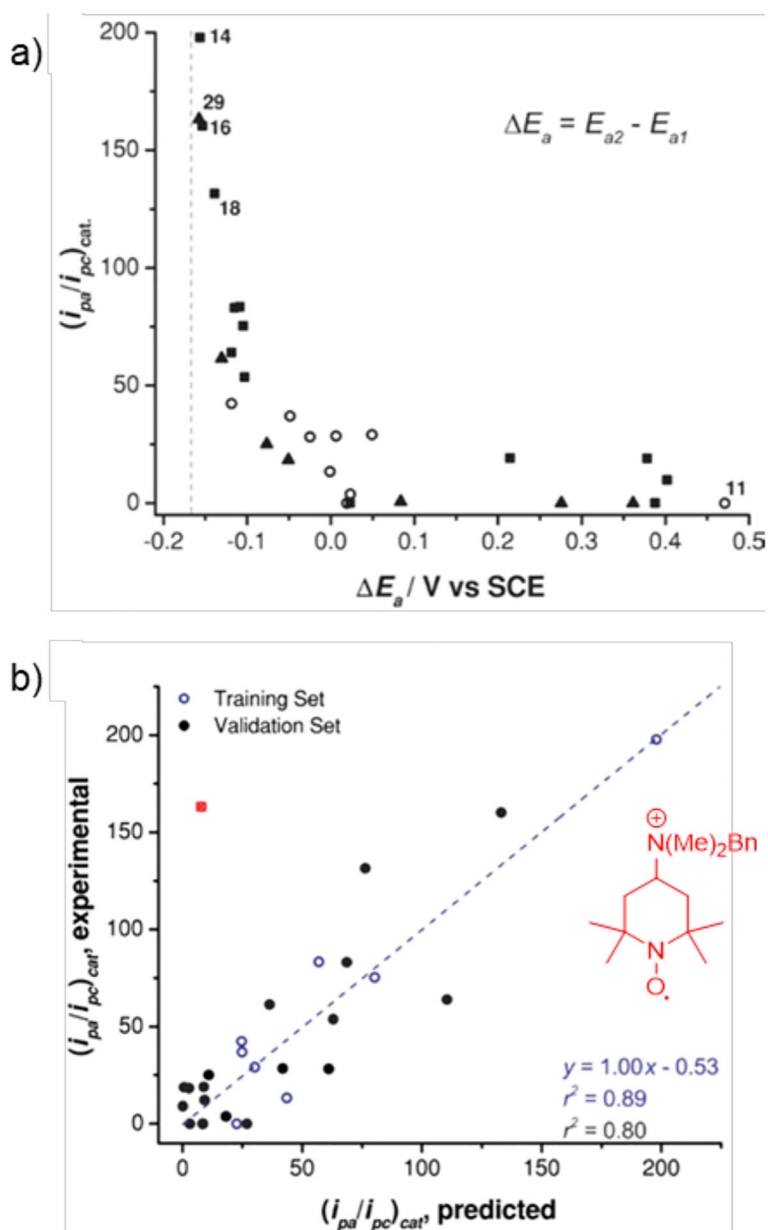 a)
200
150
100
50
0
-0.2
-0.1
0.0
0.1
0.2
0.3
0.4
0.5
14
29
16
18
11
ΔEₐ = Eₐ₂ - Eₐ₁
(iₚₐ/iₚc)cat.
ΔEₐ / V vs SCE
b)
Training Set
Validation Set
200
150
100
50
0
0
50
100
150
200
(iₚₐ/iₚc)cat, experimental
(iₚₐ/iₚc)cat, predicted
⊕
N(Me)₂Bn
N
O•
y = 1.00x - 0.53
r² = 0.89
r² = 0.80